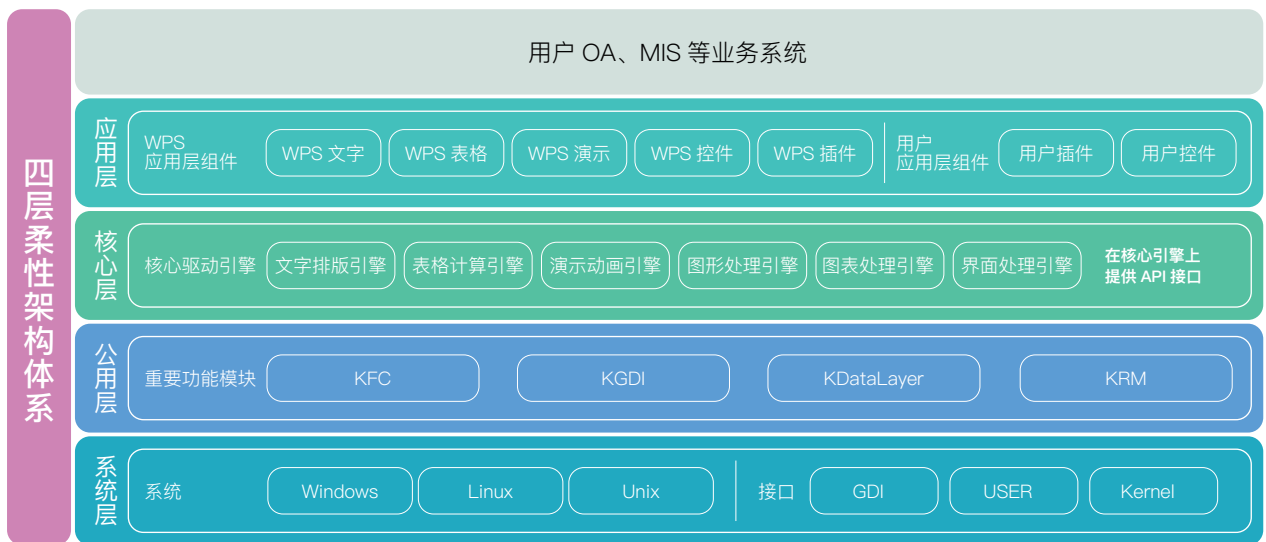 四层柔性架构体系
用户 OA、MIS 等业务系统
应用层
WPS
应用层组件
WPS 文字
WPS 表格
WPS 演示
WPS 控件
WPS 插件
用户
应用层组件
用户插件
用户控件
核心层
核心驱动引擎
文字排版引擎
表格计算引擎
演示动画引擎
图形处理引擎
图表处理引擎
界面处理引擎
在核心引擎上
提供 API 接口
公用层
重要功能模块
KFC
KGDI
KDataLayer
KRM
系统层
系统
Windows
Linux
Unix
接口
GDI
USER
Kernel